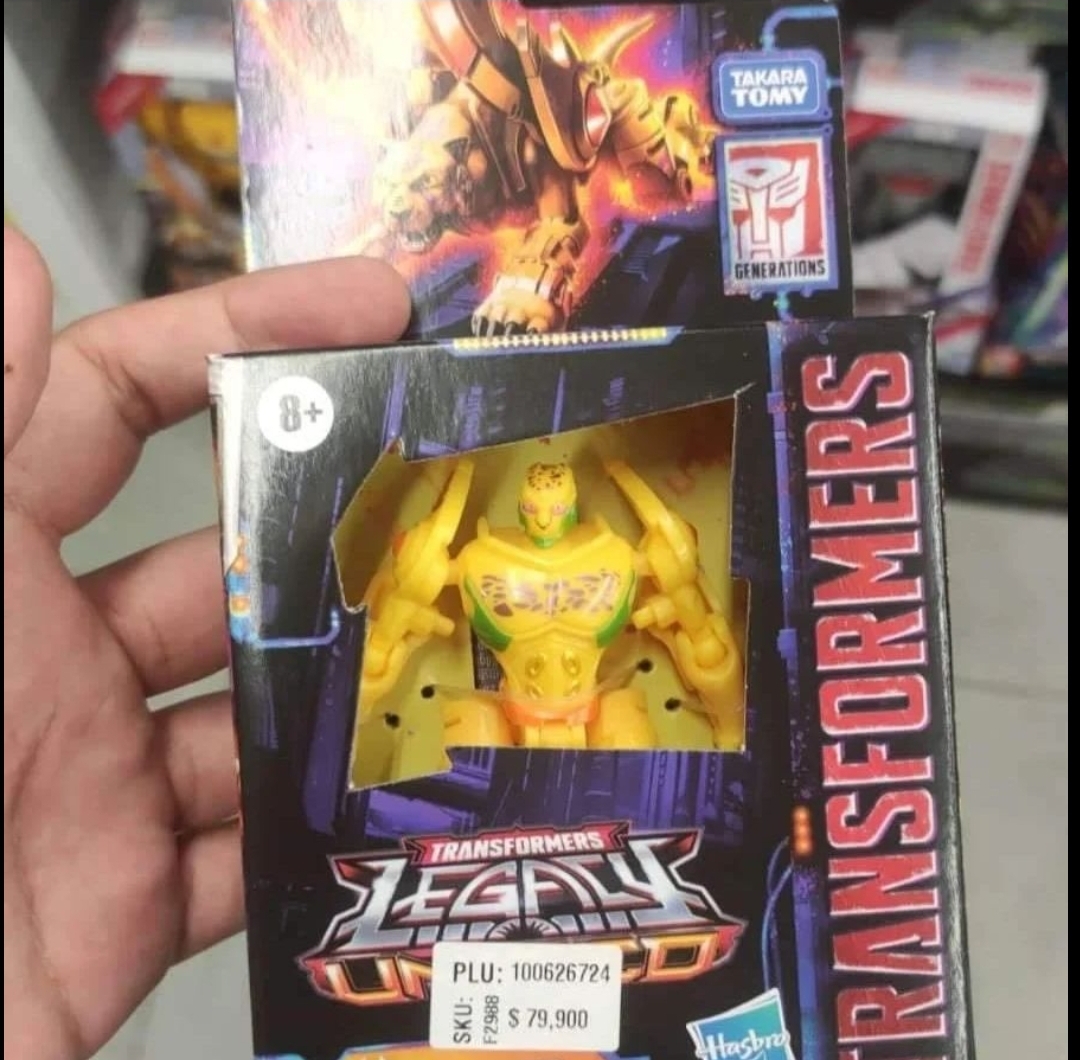 TAKARA
TOMY
GENERATIONS
8+
TRANSFORMERS
TRANSFORMERS
LEGACY
PLU: 100626724
SKU:
F2988
$ 79,900
Hasbro